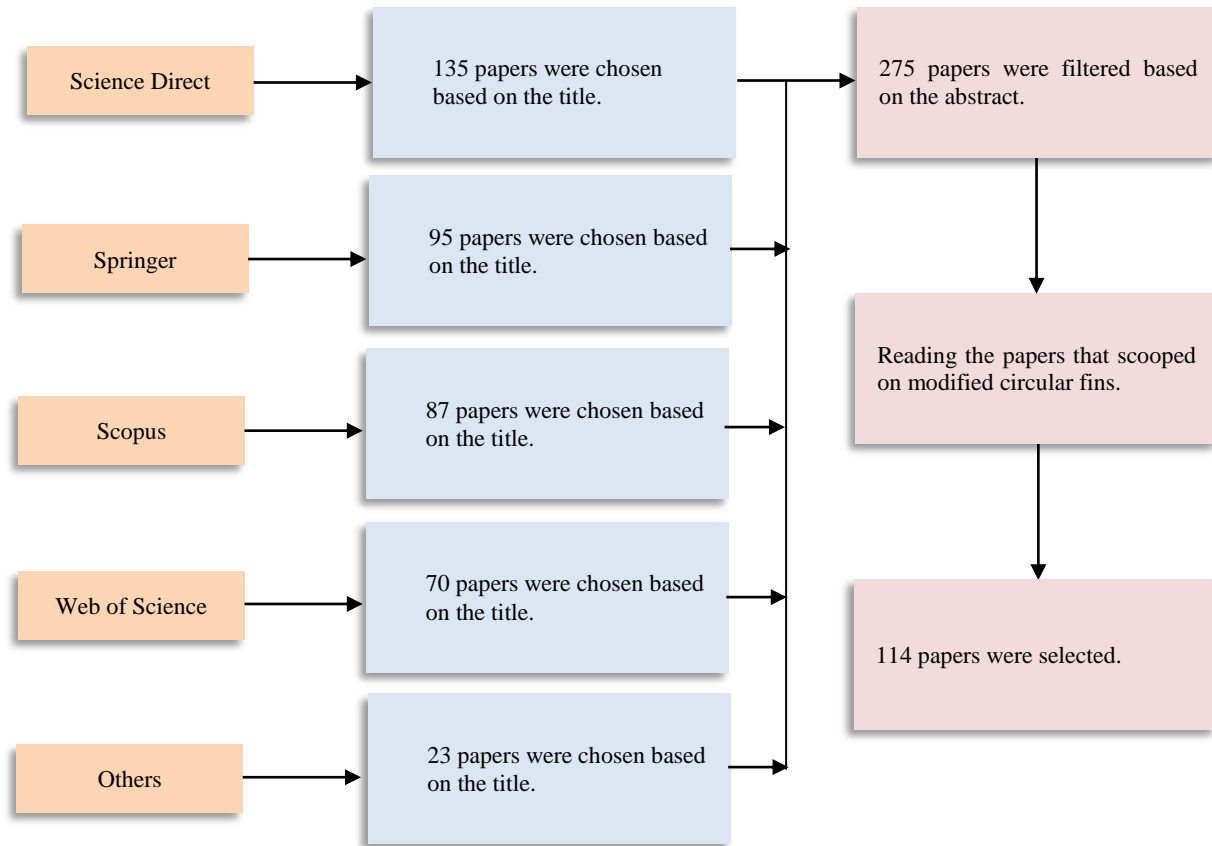 Science Direct
135 papers were chosen
based on the title.
275 papers were filtered based
on the abstract.
Springer
95 papers were chosen based
on the title.
Scopus
87 papers were chosen based
on the title.
Reading the papers that scooped
on modified circular fins.
Web of Science
70 papers were chosen based
on the title.
114 papers were selected.
Others
23 papers were chosen based
on the title.